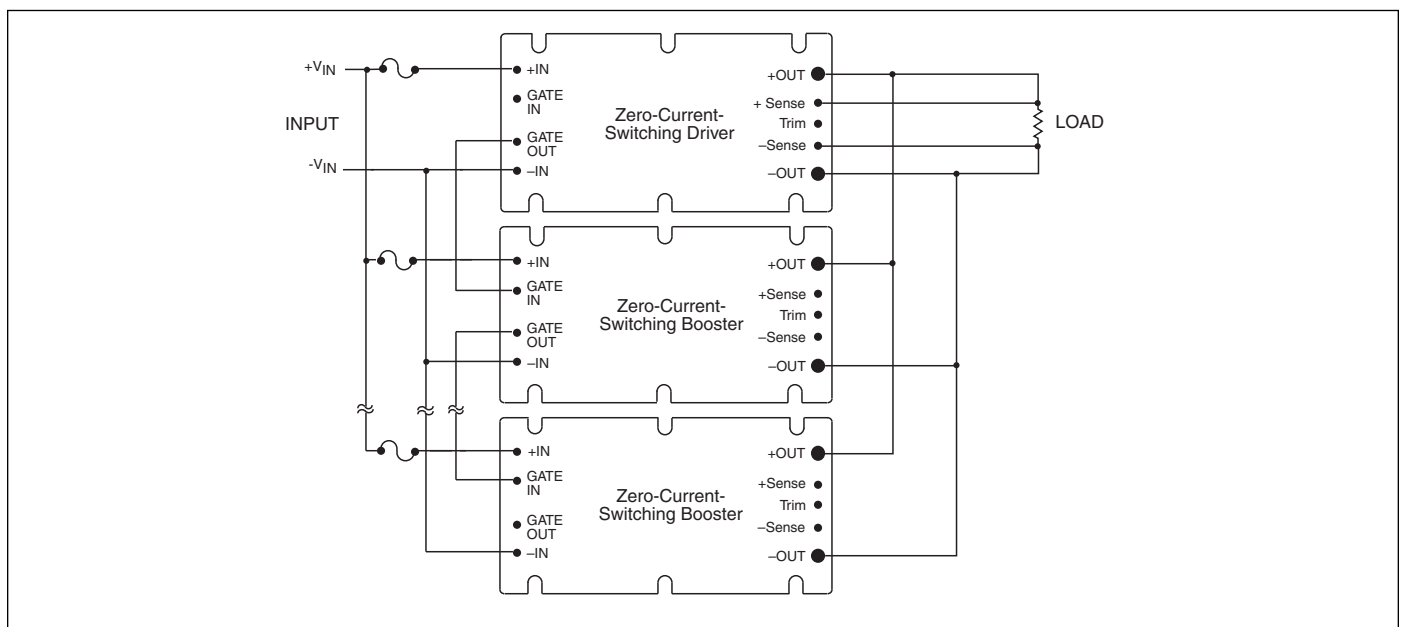 +VIN
INPUT
-VIN
+IN
GATE
IN
GATE
OUT
–IN
Zero-Current-
Switching Driver
+OUT
+ Sense
Trim
–Sense
–OUT
LOAD
+IN
GATE
IN
GATE
OUT
–IN
Zero-Current-
Switching Booster
+OUT
+Sense
Trim
–Sense
–OUT
+IN
GATE
IN
GATE
OUT
–IN
Zero-Current-
Switching Booster
+OUT
+Sense
Trim
–Sense
–OUT